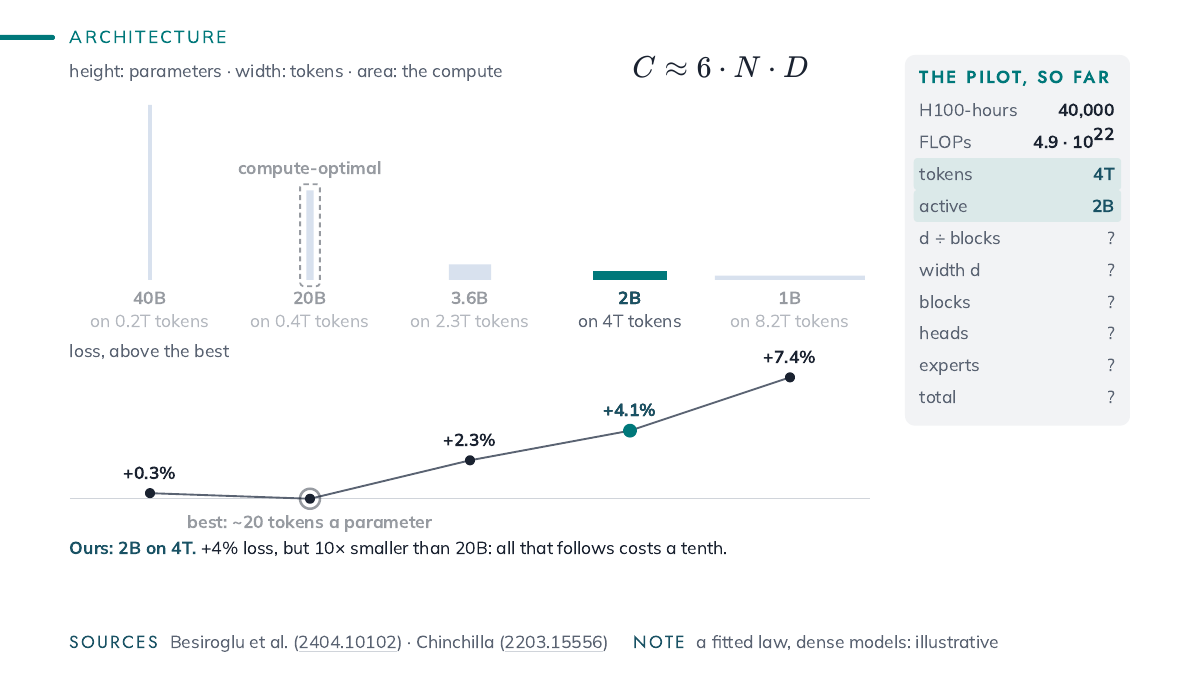 ARCHITECTURE
height: parameters · width: tokens · area: the compute
C ≈ 6 · N · D
compute-optimal
40B
on 0.2T tokens
20B
on 0.4T tokens
3.6B
on 2.3T tokens
2B
on 4T tokens
1B
on 8.2T tokens
loss, above the best
+0.3%
+2.3%
+4.1%
+7.4%
best: ~20 tokens a parameter
Ours: 2B on 4T. +4% loss, but 10× smaller than 20B: all that follows costs a tenth.
THE PILOT, SO FAR
H100-hours 40,000
FLOPs 4.9 · 10²²
tokens 4T
active 2B
d ÷ blocks ?
width d ?
blocks ?
heads ?
experts ?
total ?
SOURCES Besiroglu et al. (2404.10102) · Chinchilla (2203.15556) NOTE a fitted law, dense models: illustrative